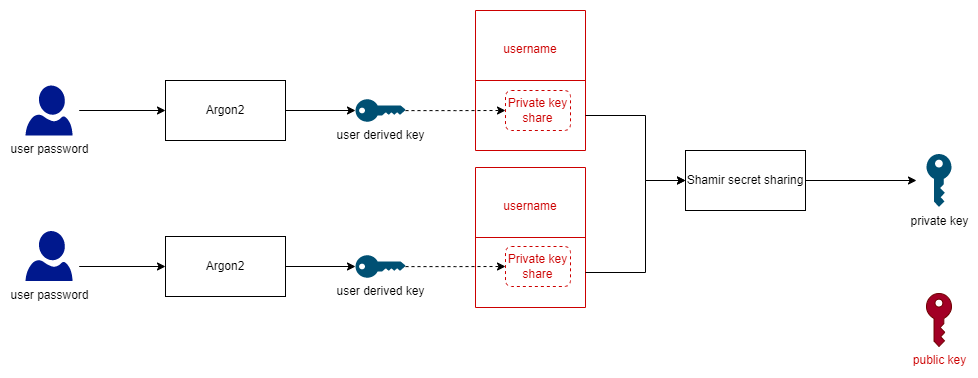 username
Private key
share
Argon2
user password
user derived key
Shamir secret sharing
private key
username
Private key
share
Argon2
user password
user derived key
public key